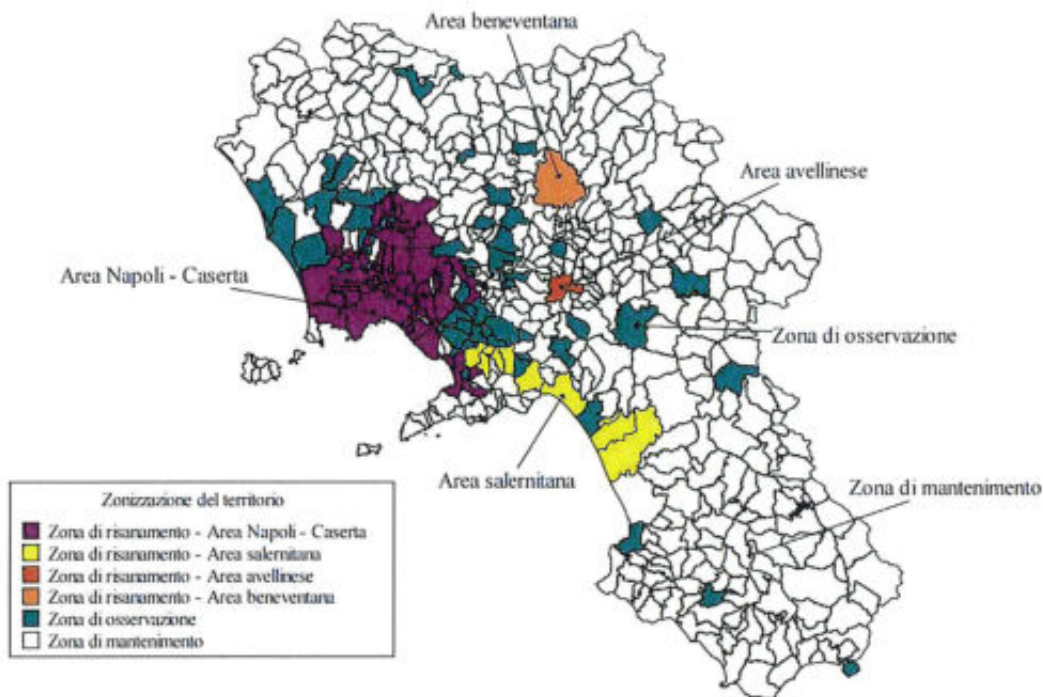 Area beneventana
Area avellinese
Area Napoli - Caserta
Zona di osservazione
Area salernitana
Zona di mantenimento
Zonizzazione del territorio
Zona di risanamento - Area Napoli - Caserta
Zona di risanamento - Area salernitana
Zona di risanamento - Area avellinese
Zona di risanamento - Area beneventana
Zona di osservazione
Zona di mantenimento